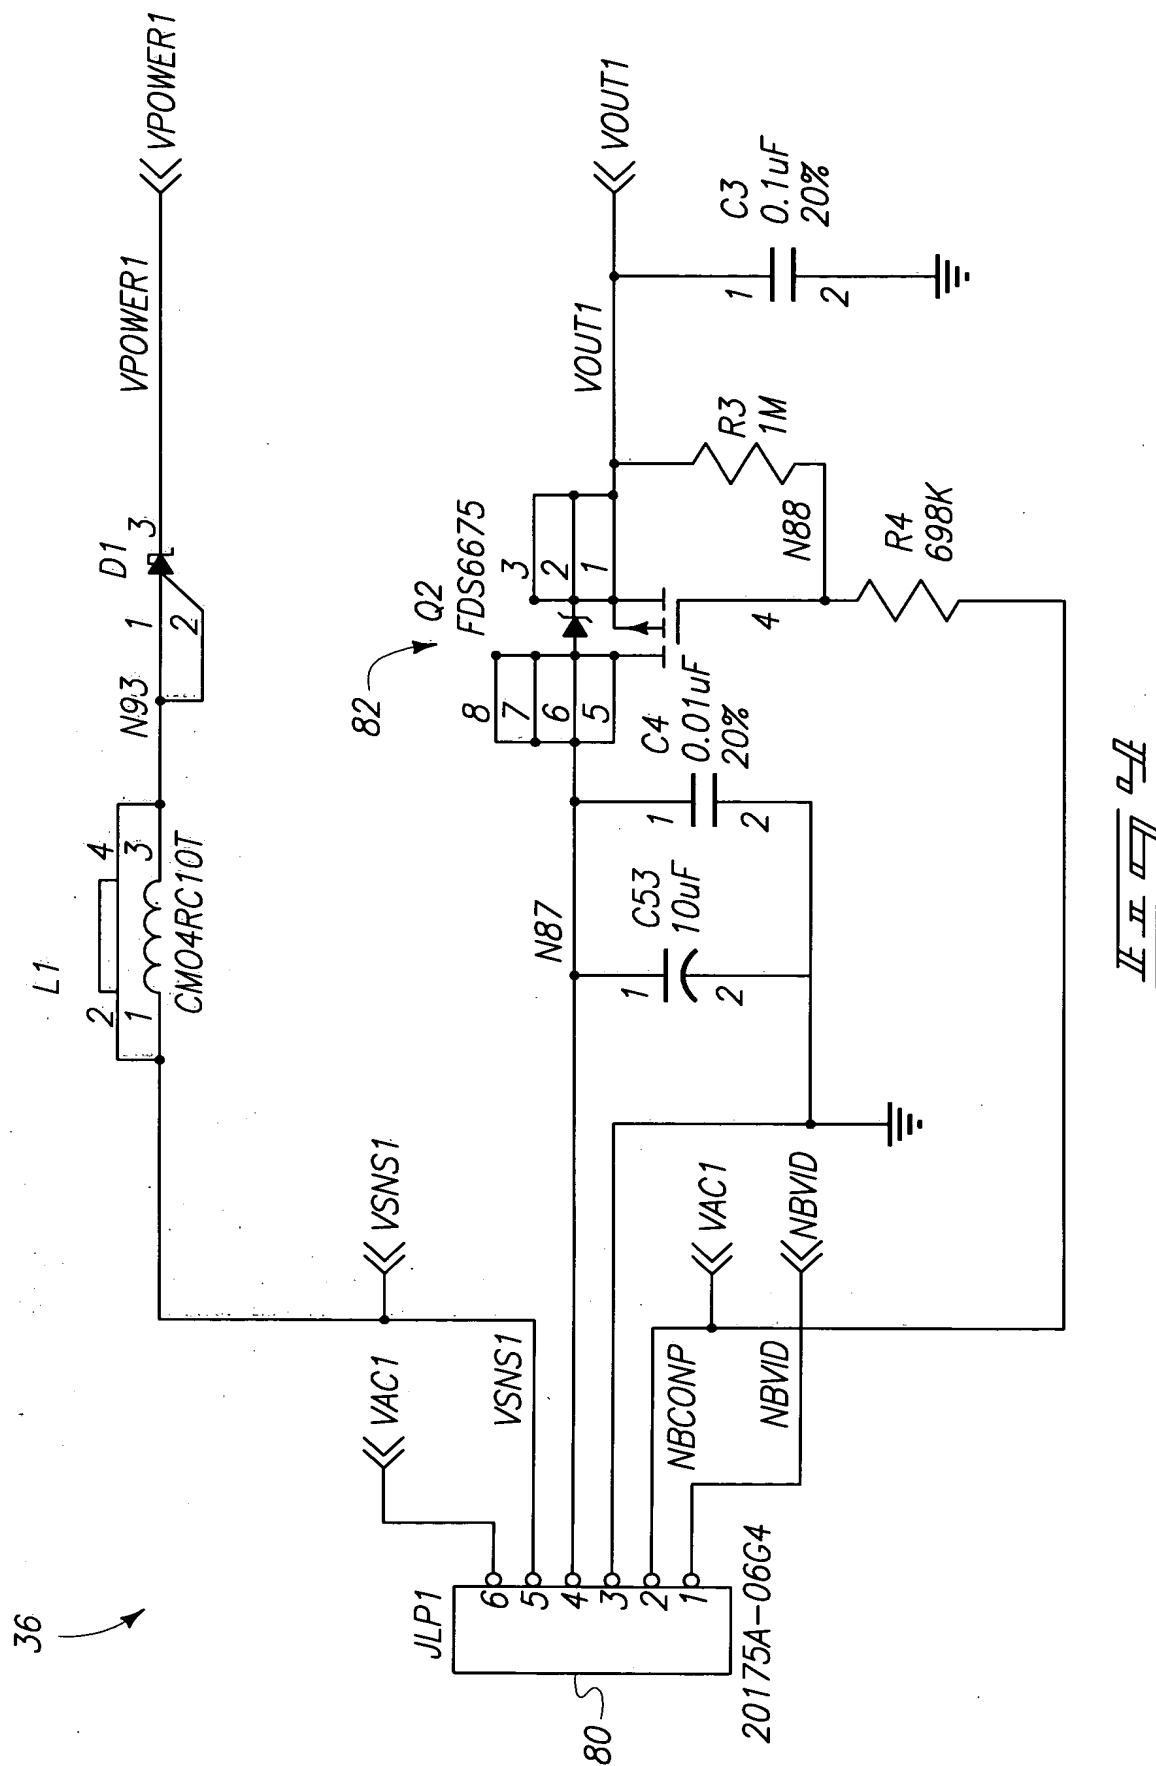 36
L1
2
4
1
3
CM04RC10T
N93
D1
1
3
2
VPOWER1
VPOWER1
VAC1
VSNS1
VSNS1
82
Q2
FDS6675
8
7
6
5
3
2
1
4
N87
VOUT1
VOUT1
C53
10uF
1
2
C4
0.01uF
20%
1
2
R3
1M
N88
R4
698K
C3
0.1uF
20%
1
2
JLP1
6
5
4
3
2
1
20175A-06G4
80
NBCONP
VAC1
NBVID
NBVID